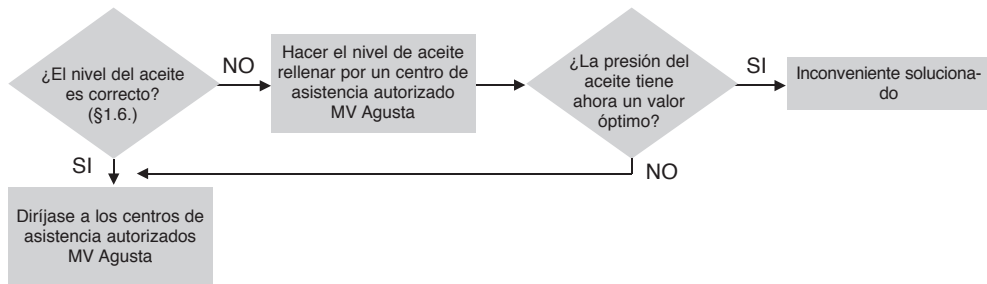 ¿El nivel del aceite
es correcto?
(§1.6.)
NO
Hacer el nivel de aceite
rellenar por un centro de
asistencia autorizado
MV Agusta
¿La presión del
aceite tiene
ahora un valor
óptimo?
SI
Inconveniente soluciona-
do
SI
NO
Diríjase a los centros de
asistencia autorizados
MV Agusta